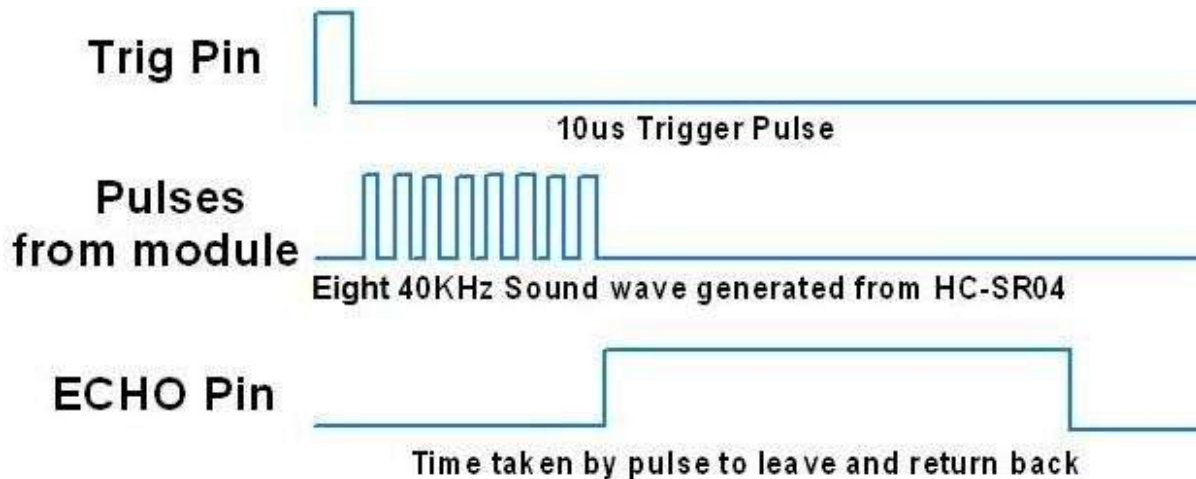 Trig Pin
10us Trigger Pulse
Pulses
from module
Eight 40KHz Sound wave generated from HC-SR04
ECHO Pin
Time taken by pulse to leave and return back